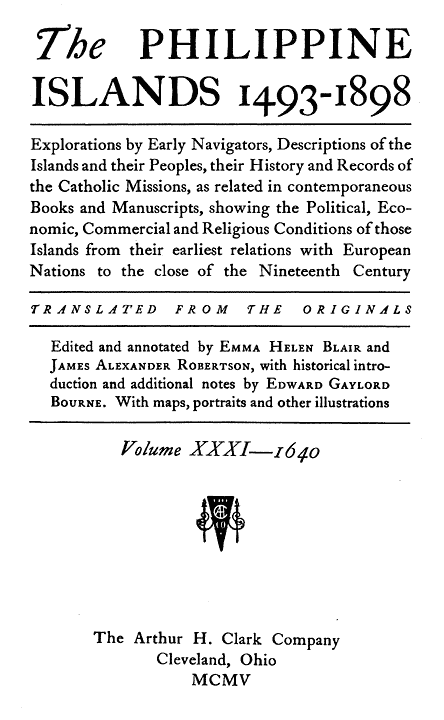 The PHILIPPINE
ISLANDS 1493-1898
Explorations by Early Navigators, Descriptions of the
Islands and their Peoples, their History and Records of
the Catholic Missions, as related in contemporaneous
Books and Manuscripts, showing the Political, Eco-
nomic, Commercial and Religious Conditions of those
Islands from their earliest relations with European
Nations to the close of the Nineteenth Century
TRANSLATED FROM THE ORIGINALS
Edited and annotated by EMMA HELEN BLAIR and
JAMES ALEXANDER ROBERTSON, with historical intro-
duction and additional notes by EDWARD GAYLORD
BOURNE. With maps, portraits and other illustrations
Volume XXXI—1640
The Arthur H. Clark Company
Cleveland, Ohio
MCMV